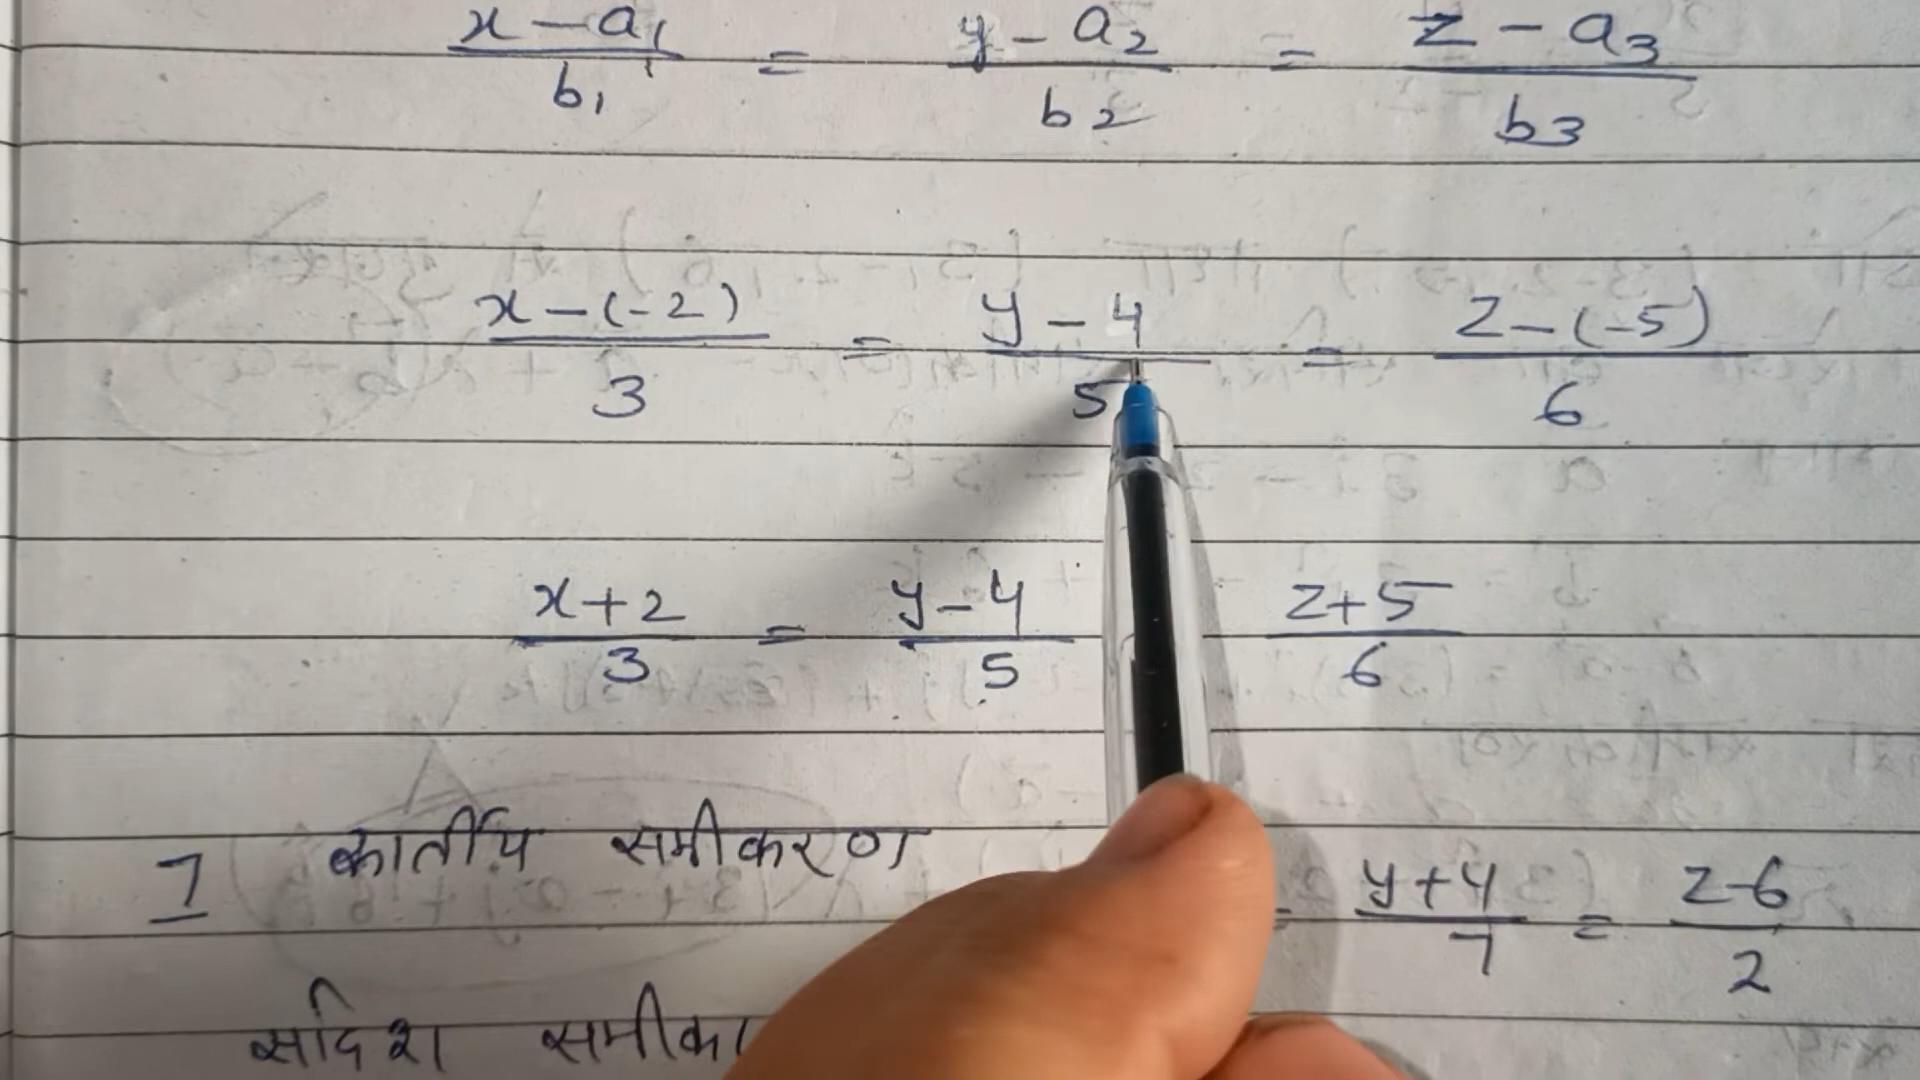 x - a₁ / b₁ = y - a₂ / b₂ = z - a₃ / b₃
x - (-2) / 3 = y - 4 / 5 = z - (-5) / 6
x + 2 / 3 = y - 4 / 5 z + 5 / 6
7 कार्तीय समीकरण = y + 4 / 7 = z - 6 / 2
सदिश